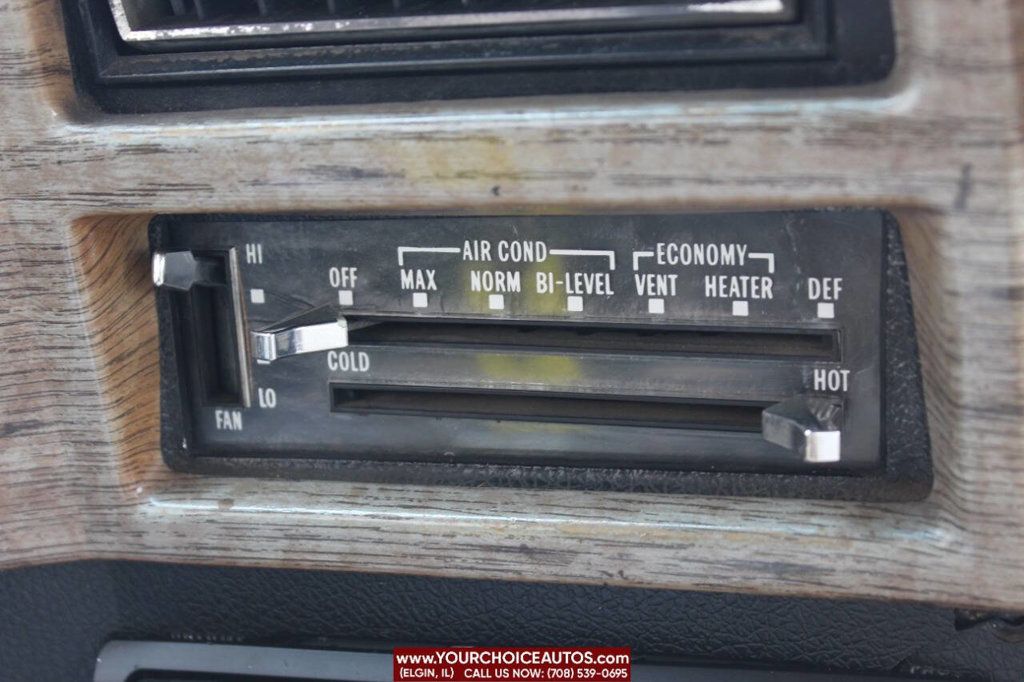 HI
AIR COND
ECONOMY
OFF
MAX
NORM
BI-LEVEL
VENT
HEATER
DEF
COLD
HOT
LO
FAN
www.YOURCHOICEAUTOS.com
(ELGIN, IL) CALL US NOW: (708) 539-0695